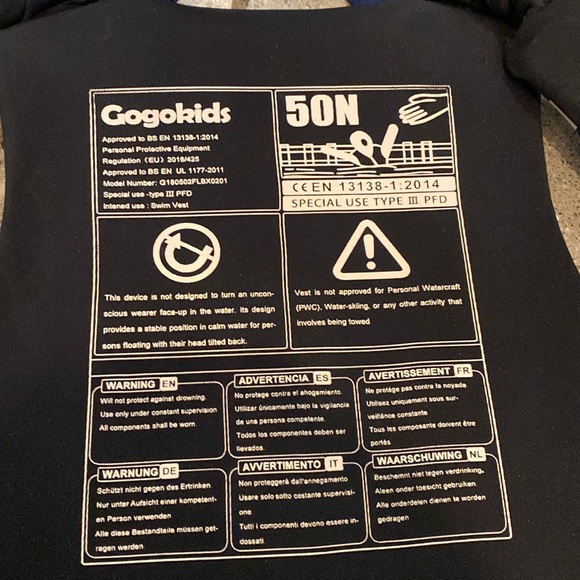 Gogokids
Approved to BS EN 13138-1:2014
Personal Protective Equipment
Regulation (EU) 2016/425
Approved to BS EN UL 1177-2011
Model Number: G180502FLBX0201
Special use -type III PFD
Intened use : Swim Vest
50N
CE EN 13138-1:2014
SPECIAL USE TYPE III PFD
This device is not designed to turn an uncon-
scious wearer face-up in the water. Its design
provides a stable position in calm water for per-
sons floating with their head tilted back.
Vest is not approved for Personal Watercraft
(PWC), Water-skiing, or any other activity that
involves being towed
WARNING EN
Will not protect against drowning.
Use only under constant supervision
All components shall be worn
ADVERTENCIA ES
No protege contra el ahogamiento.
Utilizar únicamente bajo la vigilancia
de una persona competente.
Todos los componentes deben ser
llevados
AVERTISSEMENT FR
Ne protège pas contre la noyade
Utilisez uniquement sous sur-
veillance constante
Tous les composants doivent être
portés
WARNUNG DE
Schützt nicht gegen das Ertrinken
Nur unter Aufsicht einer kompetent-
en Person verwenden
Alle diese Bestandteile müssen get-
ragen werden
AVVERTIMENTO IT
Non proteggerà dall'annegamento
Usare solo sotto costante supervisi-
one
Tutti i componenti devono essere in-
dossati
WAARSCHUWING NL
Beschermt niet tegen verdrinking,
Alleen onder toezicht gebruiken
Alle onderdelen dienen te worden
gedragen